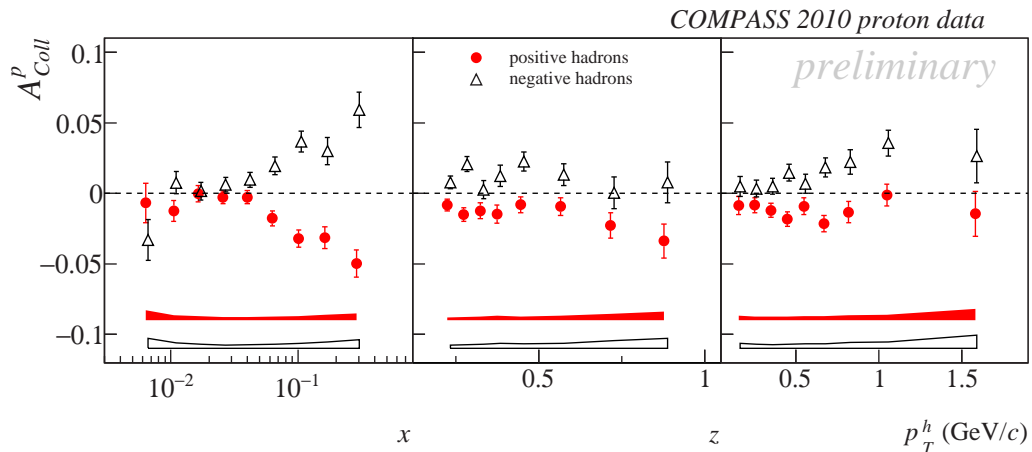 COMPASS 2010 proton data
A^p_Coll
0.1
0.05
0
−0.05
−0.1
positive hadrons
negative hadrons
preliminary
10^−2
10^−1
0.5
1
0.5
1
1.5
x
z
p_T^h (GeV/c)